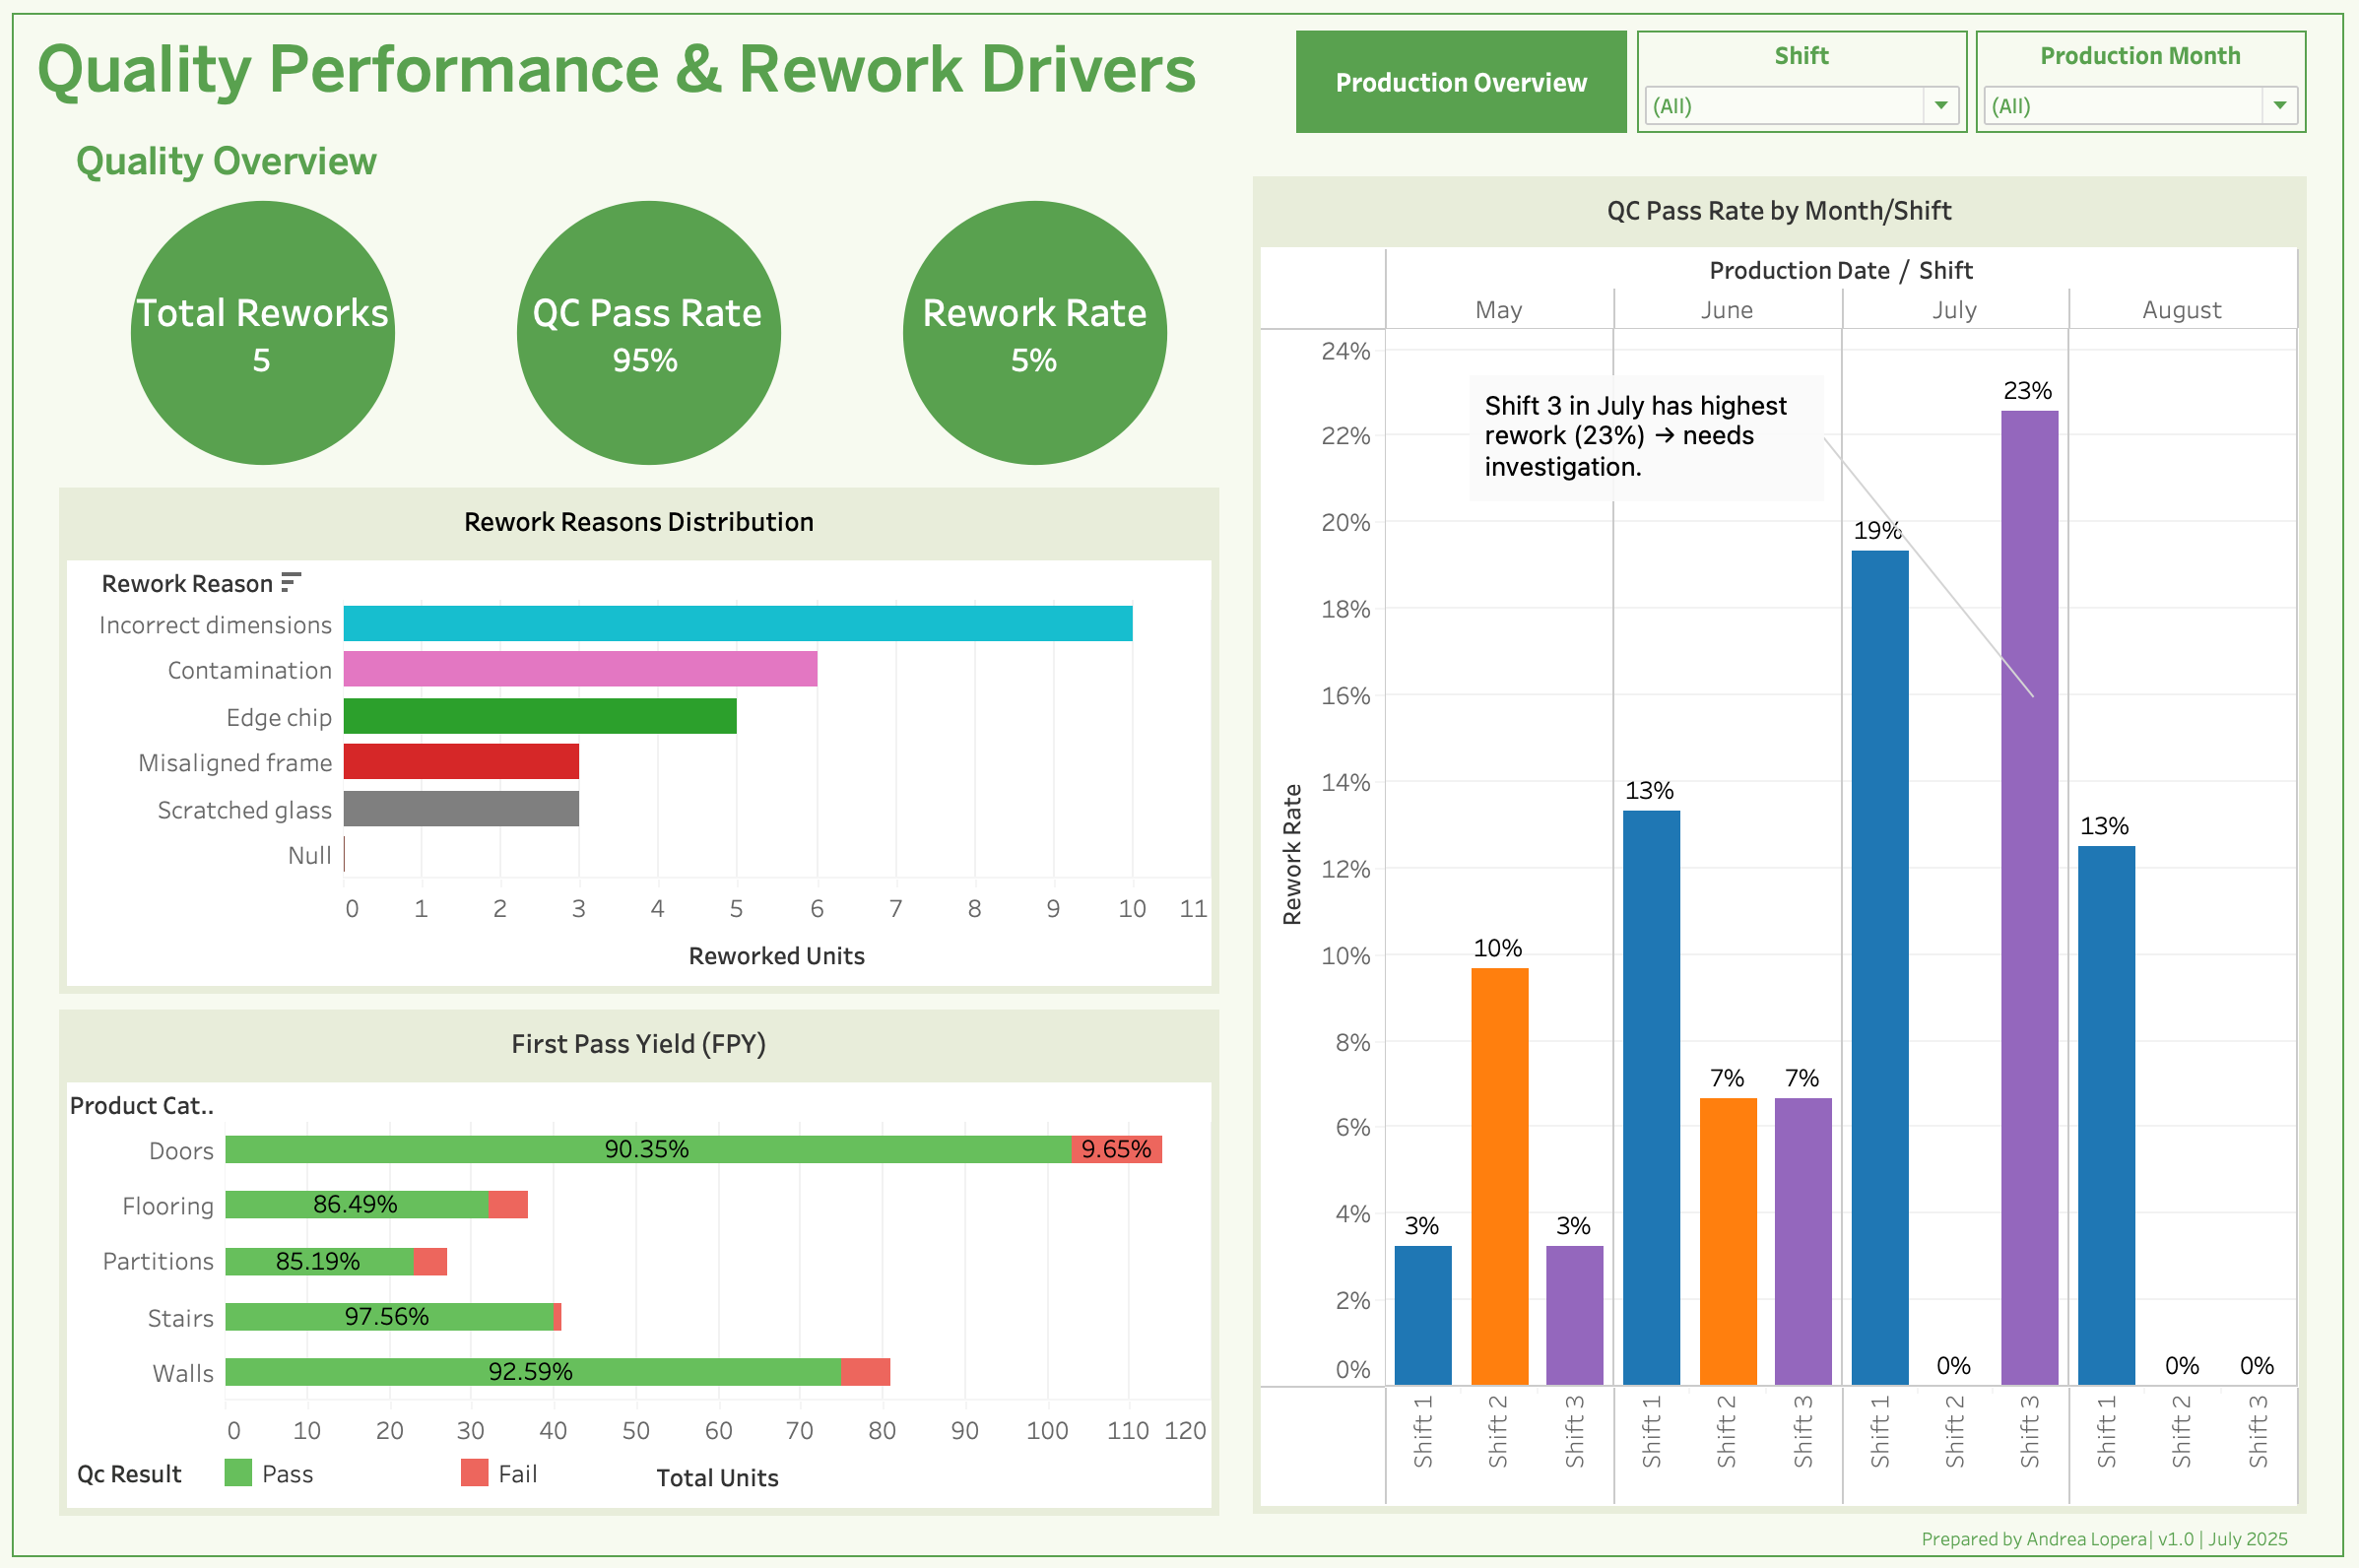 Quality Performance & Rework Drivers
Production Overview
Shift
(All)
Production Month
(All)
Quality Overview
Total Reworks
5
QC Pass Rate
95%
Rework Rate
5%
Rework Reasons Distribution
Rework Reason
Incorrect dimensions
Contamination
Edge chip
Misaligned frame
Scratched glass
Null
0 1 2 3 4 5 6 7 8 9 10 11
Reworked Units
First Pass Yield (FPY)
Product Cat..
Doors 90.35% 9.65%
Flooring 86.49%
Partitions 85.19%
Stairs 97.56%
Walls 92.59%
0 10 20 30 40 50 60 70 80 90 100 110 120
Qc Result Pass Fail Total Units
QC Pass Rate by Month/Shift
Production Date / Shift
May June July August
24%
22%
20%
18%
16%
14%
12%
10%
8%
6%
4%
2%
0%
Rework Rate
Shift 3 in July has highest
rework (23%) → needs
investigation.
3% 10% 3% 13% 7% 7% 19% 0% 23% 13% 0% 0%
Shift 1 Shift 2 Shift 3 Shift 1 Shift 2 Shift 3 Shift 1 Shift 2 Shift 3 Shift 1 Shift 2 Shift 3
Prepared by Andrea Lopera| v1.0 | July 2025